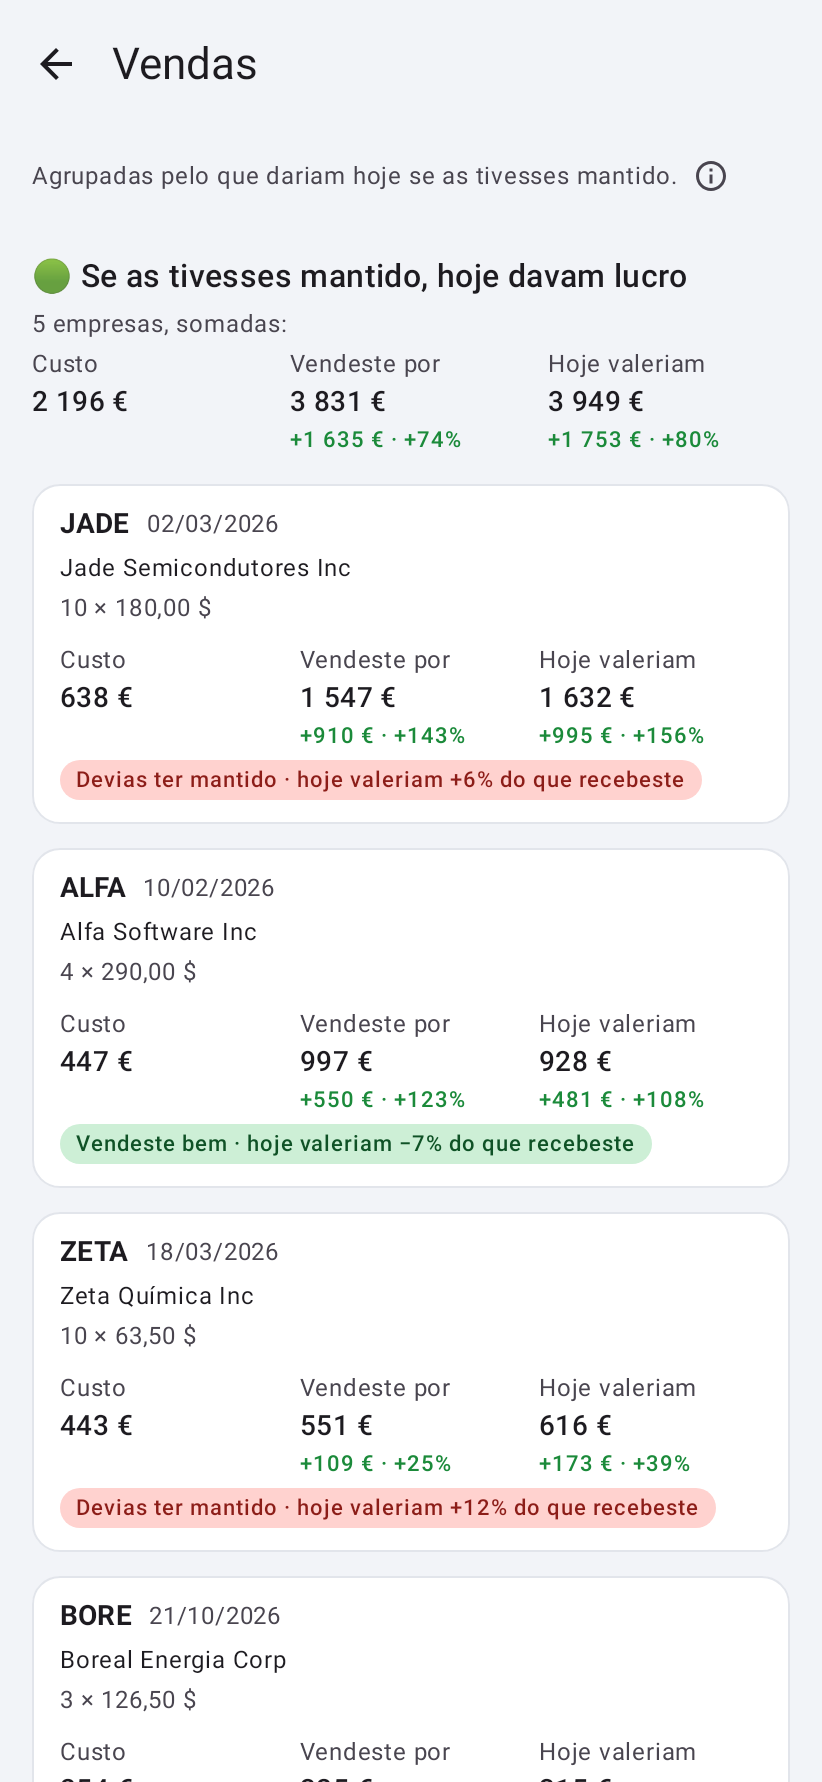 Vendas
Agrupadas pelo que dariam hoje se as tivesses mantido.
Se as tivesses mantido, hoje davam lucro
5 empresas, somadas:
Custo Vendeste por Hoje valeriam
2 196 € 3 831 € 3 949 €
+1 635 € · +74% +1 753 € · +80%
JADE 02/03/2026
Jade Semicondutores Inc
10 × 180,00 $
Custo Vendeste por Hoje valeriam
638 € 1 547 € 1 632 €
+910 € · +143% +995 € · +156%
Devias ter mantido · hoje valeriam +6% do que recebeste
ALFA 10/02/2026
Alfa Software Inc
4 × 290,00 $
Custo Vendeste por Hoje valeriam
447 € 997 € 928 €
+550 € · +123% +481 € · +108%
Vendeste bem · hoje valeriam −7% do que recebeste
ZETA 18/03/2026
Zeta Química Inc
10 × 63,50 $
Custo Vendeste por Hoje valeriam
443 € 551 € 616 €
+109 € · +25% +173 € · +39%
Devias ter mantido · hoje valeriam +12% do que recebeste
BORE 21/10/2026
Boreal Energia Corp
3 × 126,50 $
Custo Vendeste por Hoje valeriam